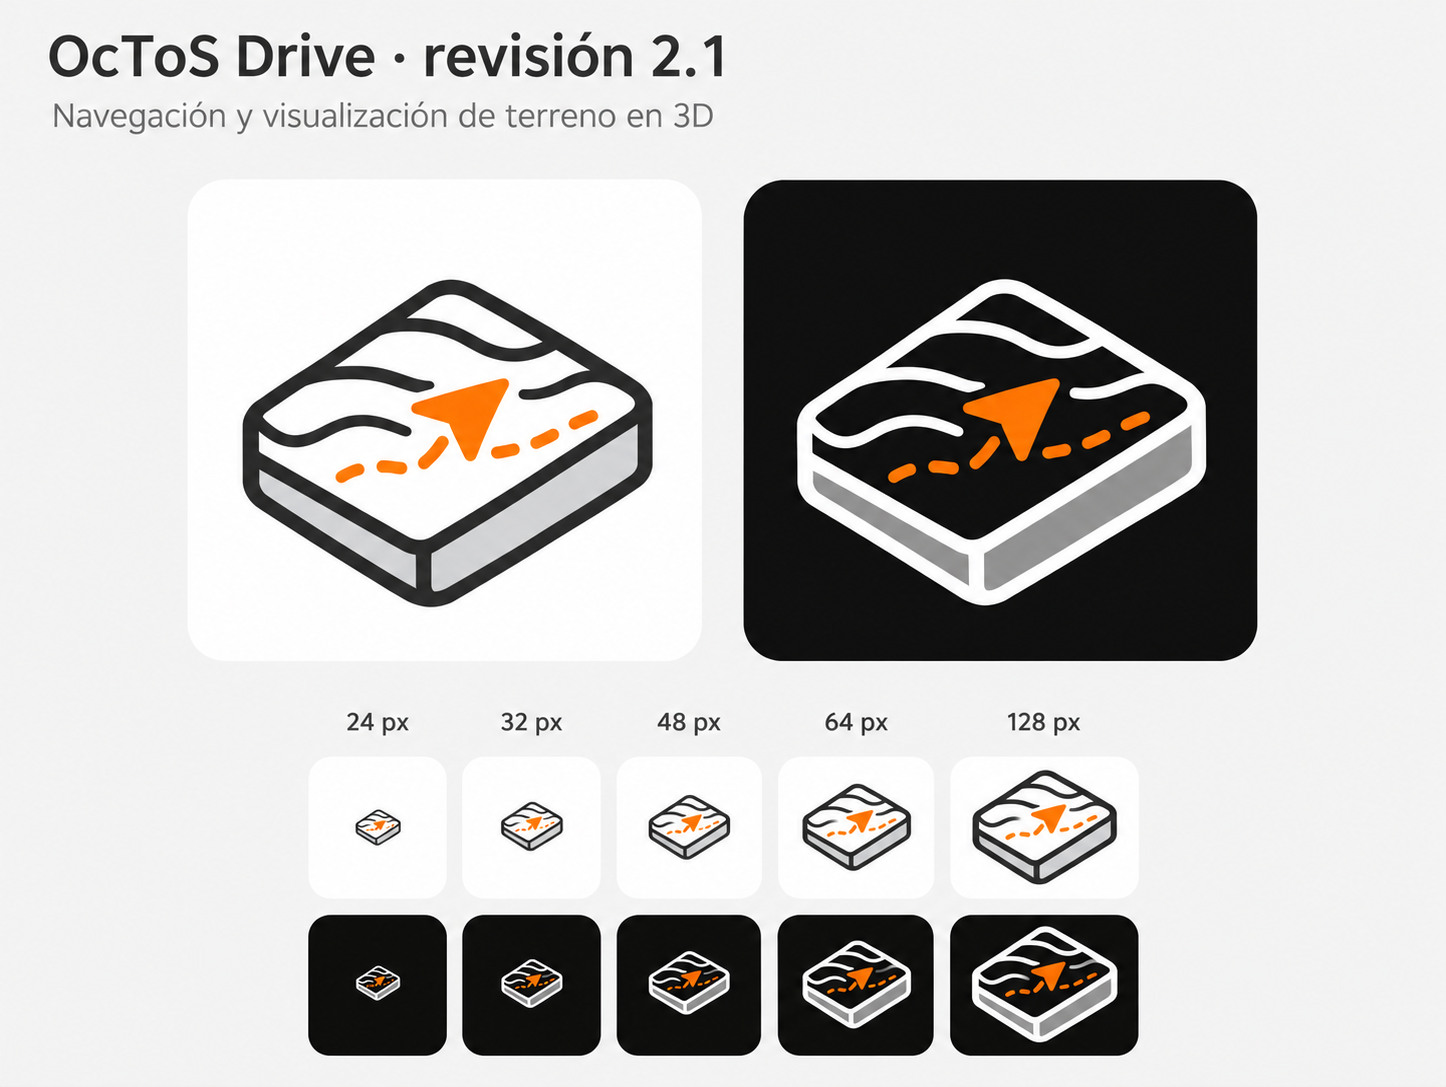 OcToS Drive · revisión 2.1
Navegación y visualización de terreno en 3D
24 px 32 px 48 px 64 px 128 px